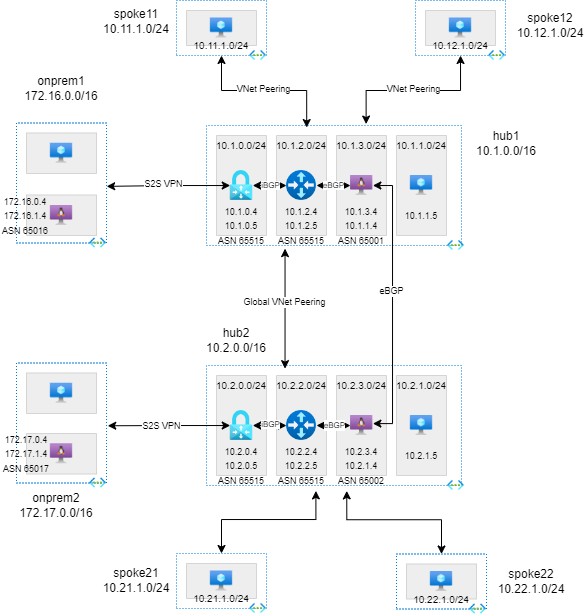 spoke11
10.11.1.0/24
10.11.1.0/24
spoke12
10.12.1.0/24
10.12.1.0/24
VNet Peering
VNet Peering
onprem1
172.16.0.0/16
172.16.0.4
172.16.1.4
ASN 65016
S2S VPN
hub1
10.1.0.0/16
10.1.0.0/24
10.1.2.0/24
10.1.3.0/24
10.1.1.0/24
iBGP
eBGP
10.1.0.4
10.1.0.5
ASN 65515
10.1.2.4
10.1.2.5
ASN 65515
10.1.3.4
10.1.1.4
ASN 65001
10.1.1.5
Global VNet Peering
eBGP
hub2
10.2.0.0/16
10.2.0.0/24
10.2.2.0/24
10.2.3.0/24
10.2.1.0/24
S2S VPN
iBGP
eBGP
10.2.0.4
10.2.0.5
ASN 65515
10.2.2.4
10.2.2.5
ASN 65515
10.2.3.4
10.2.1.4
ASN 65002
10.2.1.5
172.17.0.4
172.17.1.4
ASN 65017
onprem2
172.17.0.0/16
spoke21
10.21.1.0/24
10.21.1.0/24
spoke22
10.22.1.0/24
10.22.1.0/24